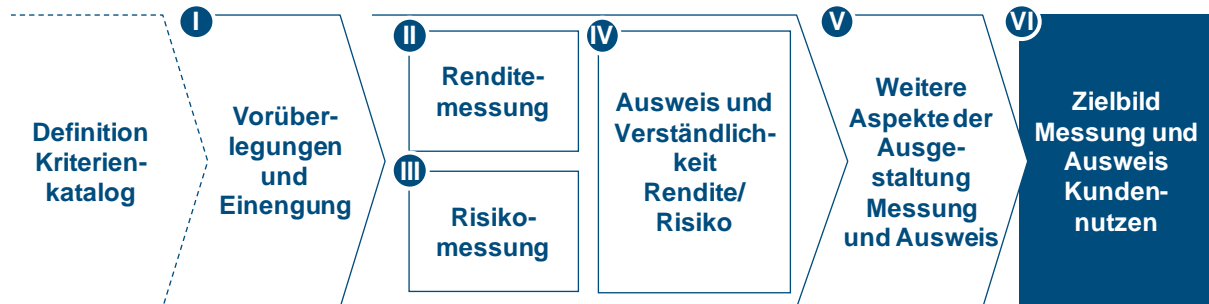 Definition
Kriterien-
katalog
I
Vorüber-
legungen
und
Einengung
II
Rendite-
messung
III
Risiko-
messung
IV
Ausweis und
Verständlich-
keit
Rendite/
Risiko
V
Weitere
Aspekte der
Ausge-
staltung
Messung
und Ausweis
VI
Zielbild
Messung und
Ausweis
Kunden-
nutzen